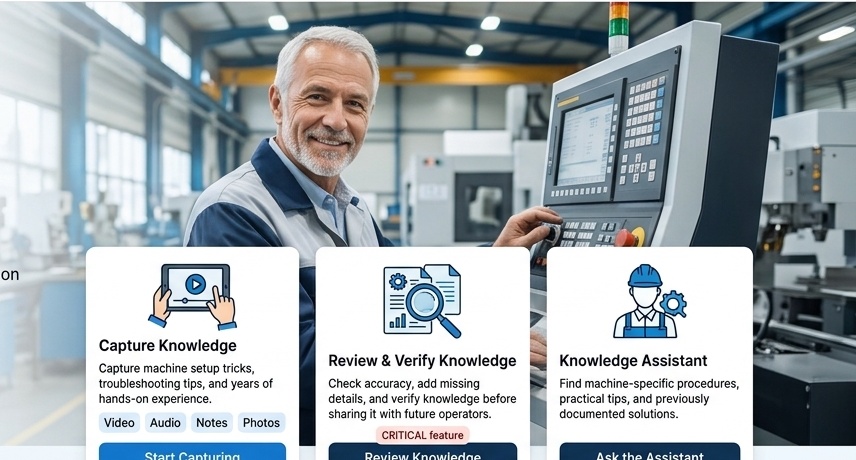 on
Capture Knowledge
Capture machine setup tricks,
troubleshooting tips, and years of
hands-on experience.
Video
Audio
Notes
Photos
Start Capturing
Review & Verify Knowledge
Check accuracy, add missing
details, and verify knowledge before
sharing it with future operators.
CRITICAL feature
Review Knowledge
Knowledge Assistant
Find machine-specific procedures,
practical tips, and previously
documented solutions.
Ask the Assistant